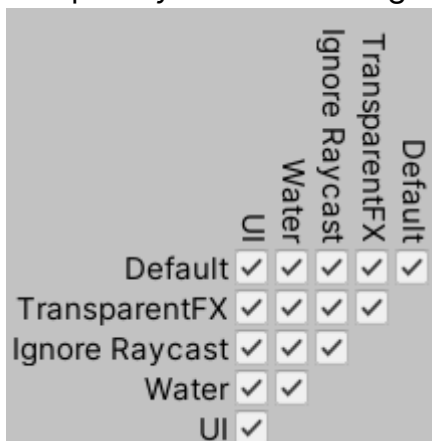 UI
Water
Ignore Raycast
TransparentFX
Default
Default
TransparentFX
Ignore Raycast
Water
UI